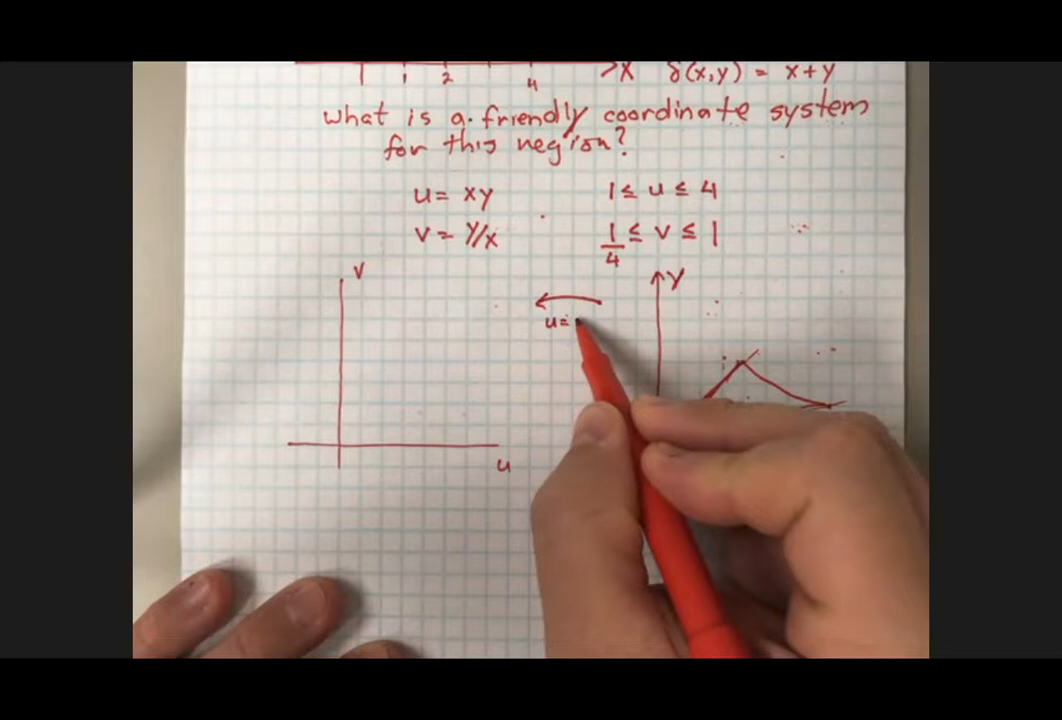 1 2 4 x δ(x,y) = x+y
what is a friendly coordinate system
for this region?
u = xy 1 ≤ u ≤ 4
v = y/x 1/4 ≤ v ≤ 1
v y
u=
u